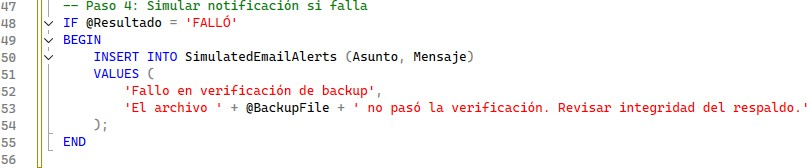 47 -- Paso 4: Simular notificación si falla
48 IF @Resultado = 'FALLÓ'
49 BEGIN
50 INSERT INTO SimulatedEmailAlerts (Asunto, Mensaje)
51 VALUES (
52 'Fallo en verificación de backup',
53 'El archivo ' + @BackupFile + ' no pasó la verificación. Revisar integridad del respaldo.'
54 );
55 END
56